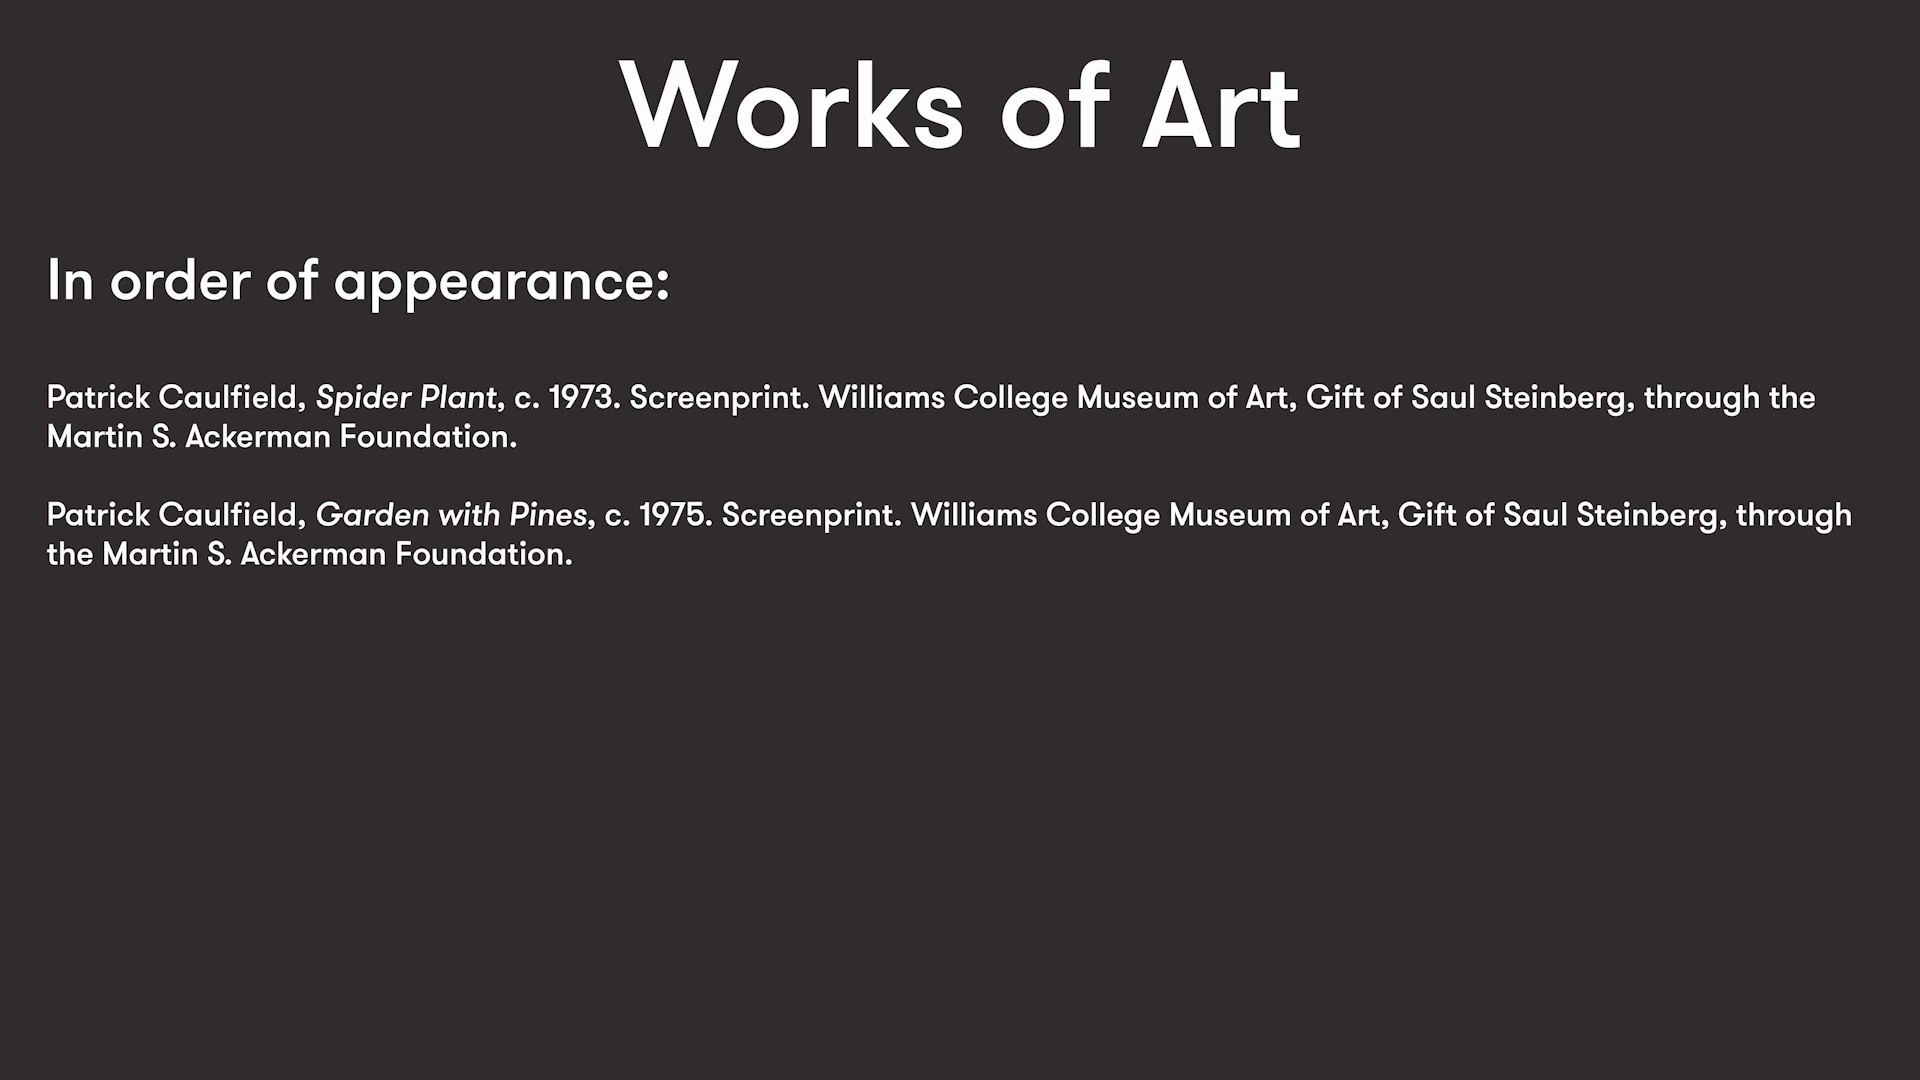 Works of Art
In order of appearance:
Patrick Caulfield, Spider Plant, c. 1973. Screenprint. Williams College Museum of Art, Gift of Saul Steinberg, through the
Martin S. Ackerman Foundation.
Patrick Caulfield, Garden with Pines, c. 1975. Screenprint. Williams College Museum of Art, Gift of Saul Steinberg, through
the Martin S. Ackerman Foundation.